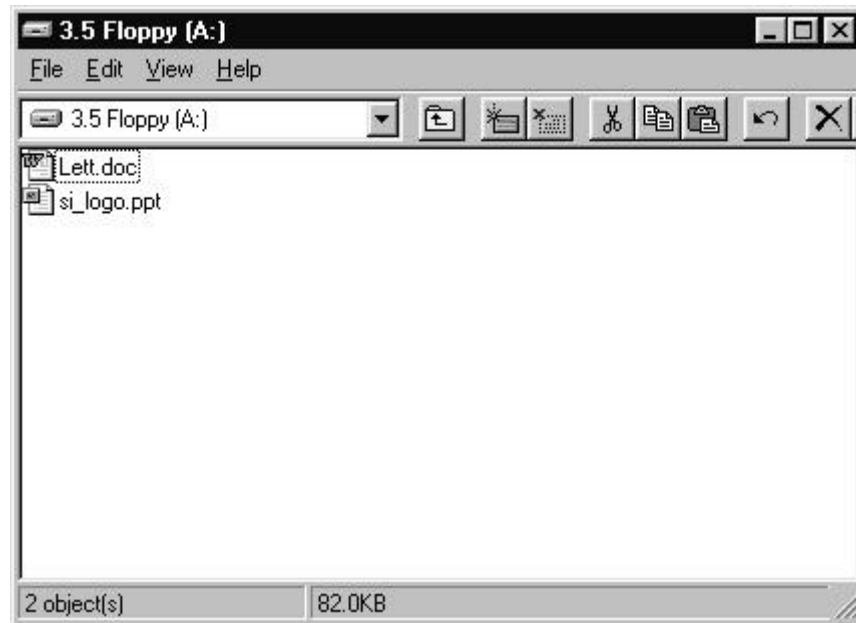 3.5 Floppy (A:)
File Edit View Help
3.5 Floppy (A:)
Lett.doc
si_logo.ppt
2 object(s) 82.0KB